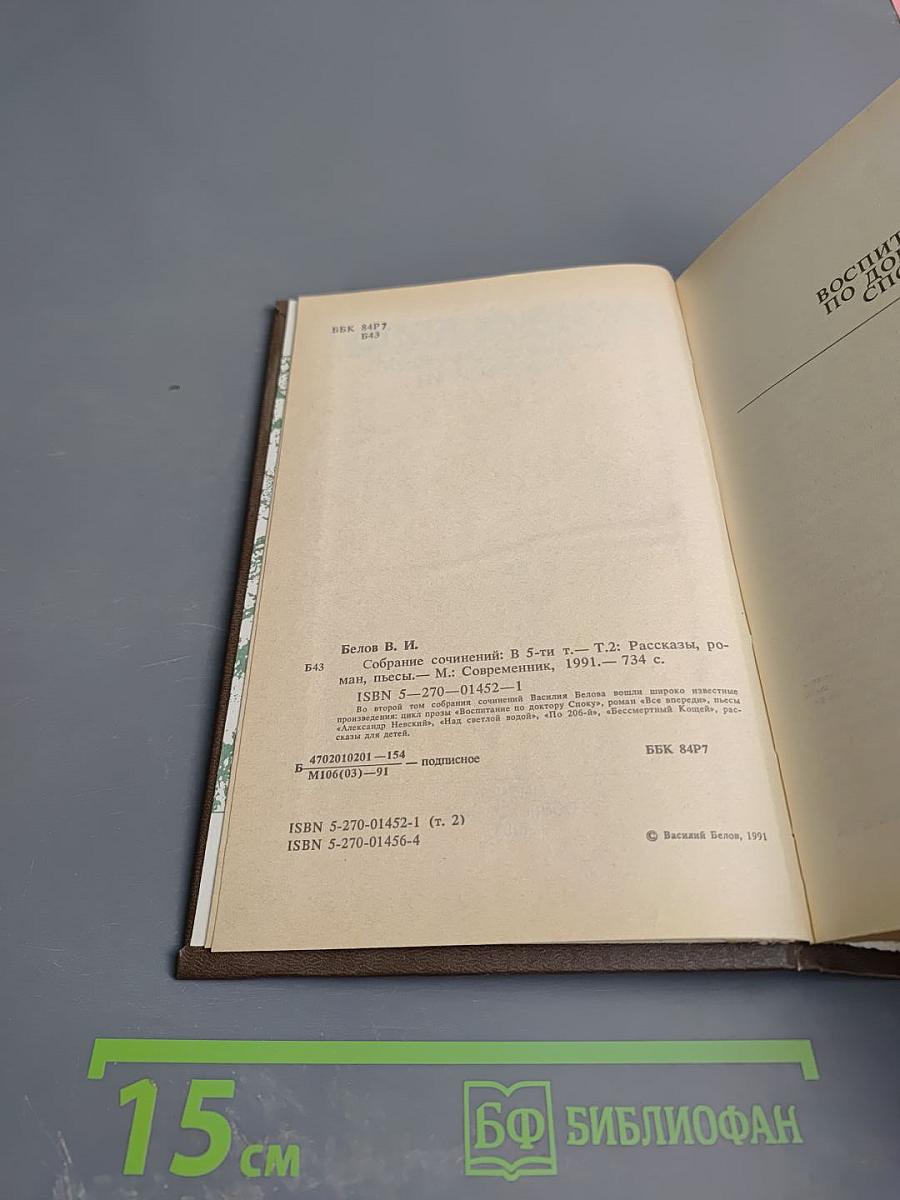 ББК 84Р7
Б43
Белов В. И.
Б43 Собрание сочинений: В 5-ти т.— Т.2: Рассказы, ро-
ман, пьесы.— М.: Современник, 1991.— 734 с.
ISBN 5—270—01452—1
Во второй том собрания сочинений Василия Белова вошли широко известные
произведения: цикл прозы «Воспитание по доктору Споку», роман «Все впереди», пьесы
«Александр Невский», «Над светлой водой», «По 206-й», «Бессмертный Кощей», рас-
сказы для детей.
Б 4702010201—154
М106(03)—91 — подписное
ББК 84Р7
ISBN 5-270-01452-1 (т. 2)
ISBN 5-270-01456-4
© Василий Белов, 1991
ВОСПИТ
ПО ДО
СПО
15 см
БФ БИБЛИОФАН